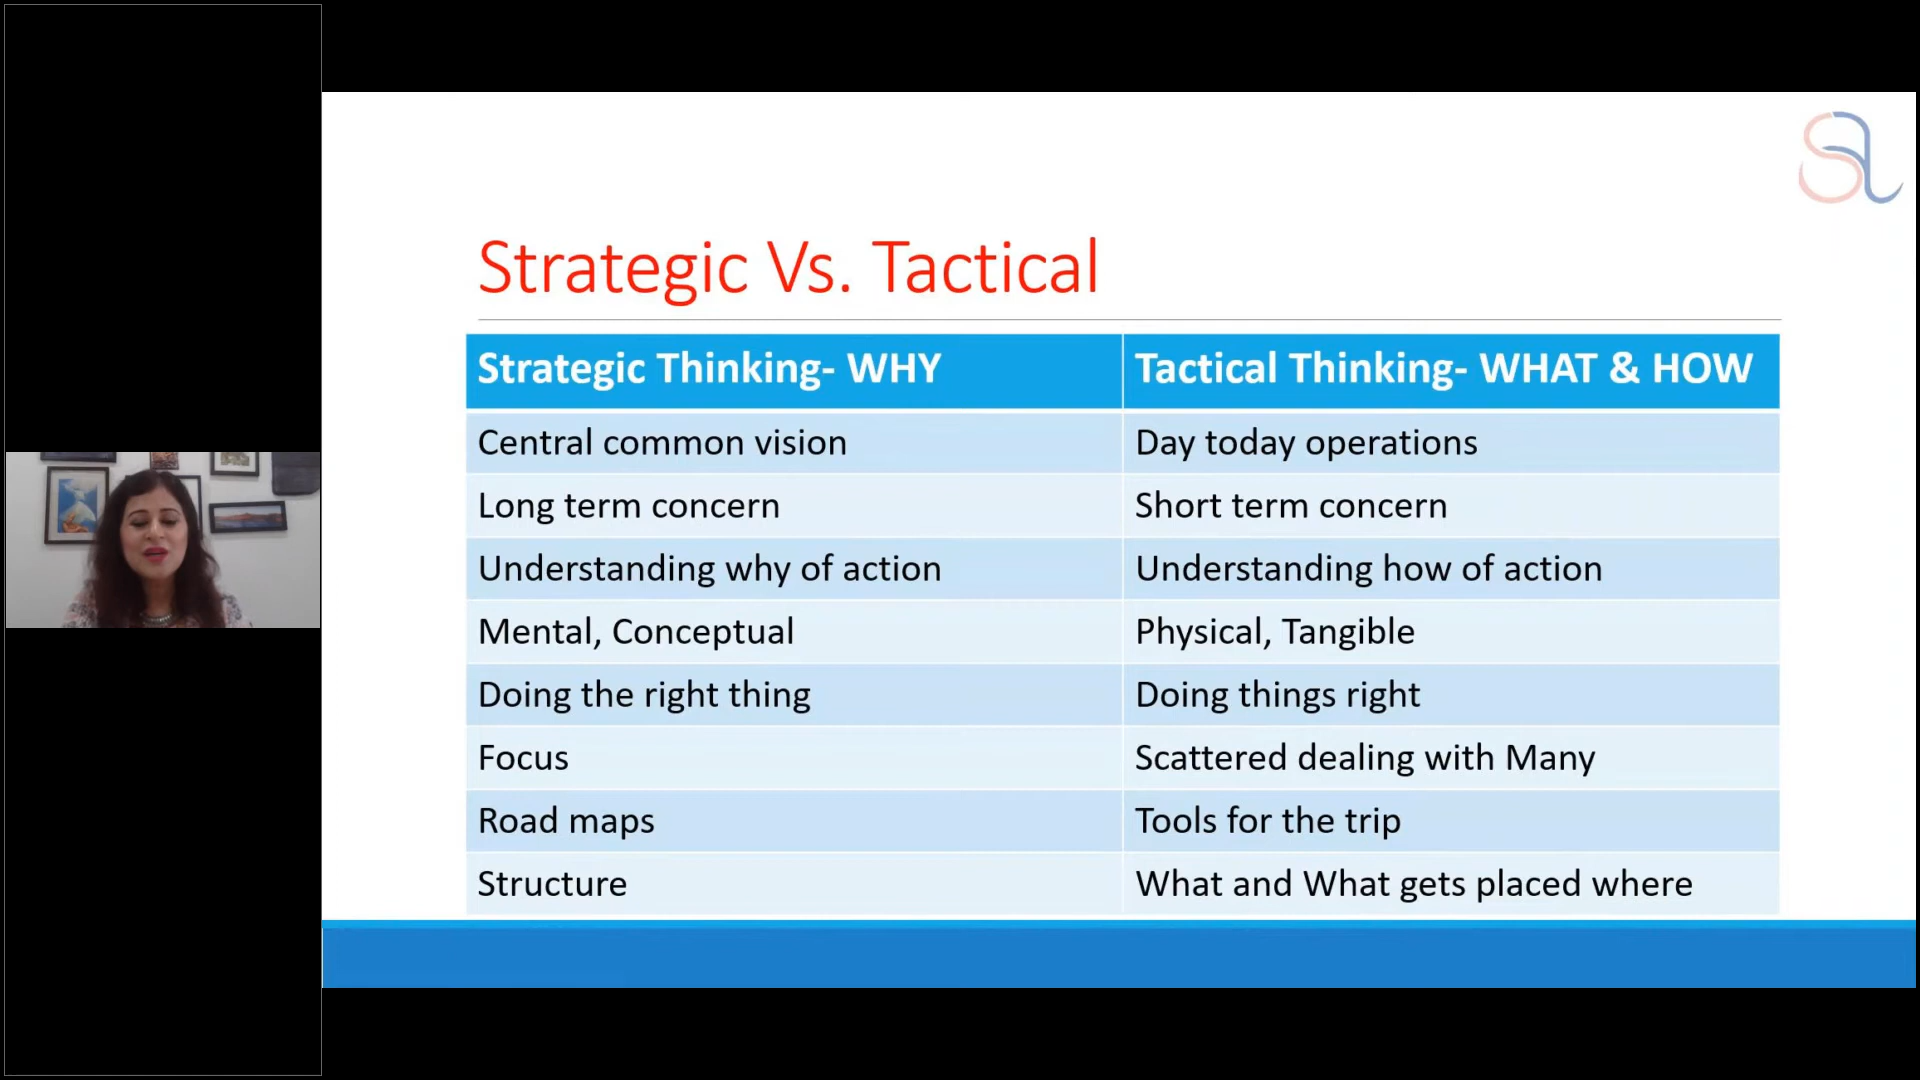 Strategic Vs. Tactical
Strategic Thinking- WHY
Tactical Thinking- WHAT & HOW
Central common vision
Day today operations
Long term concern
Short term concern
Understanding why of action
Understanding how of action
Mental, Conceptual
Physical, Tangible
Doing the right thing
Doing things right
Focus
Scattered dealing with Many
Road maps
Tools for the trip
Structure
What and What gets placed where